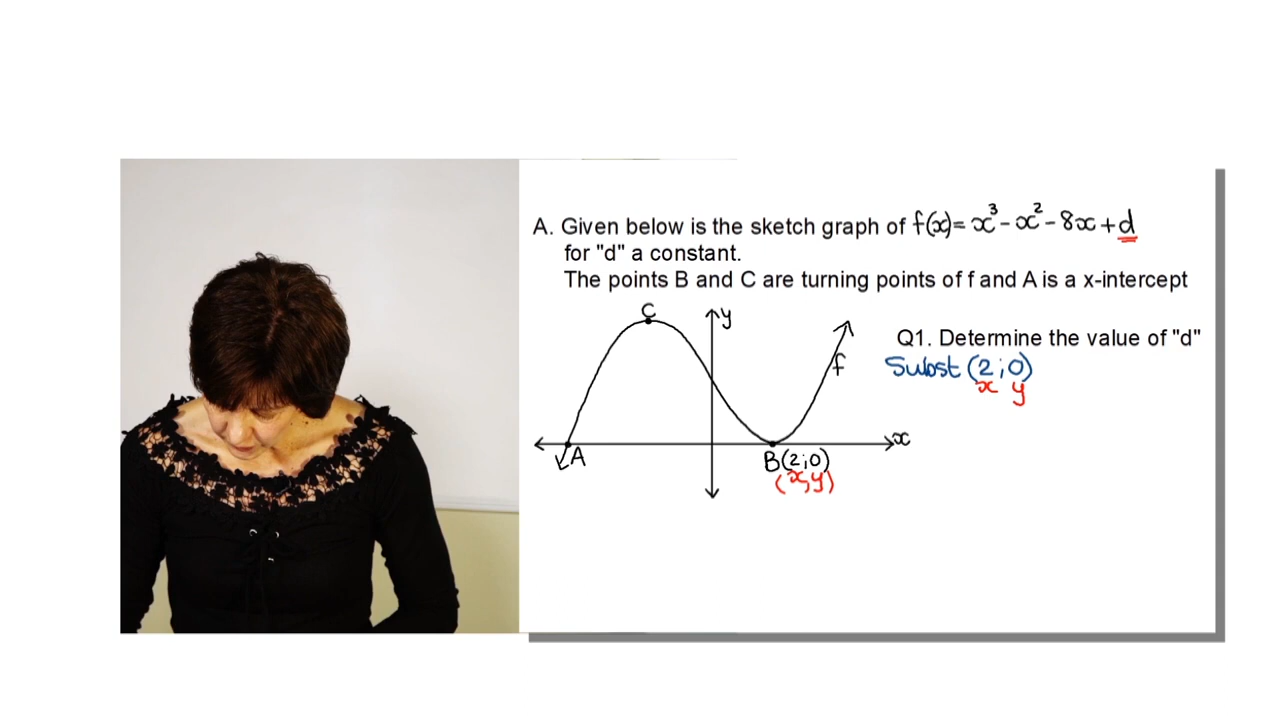 A. Given below is the sketch graph of f(x)= x³ - x² - 8x + d
for "d" a constant.
The points B and C are turning points of f and A is a x-intercept
C
y
Q1. Determine the value of "d"
f
Subst (2;0)
x y
x
A
B(2;0)
(x,y)